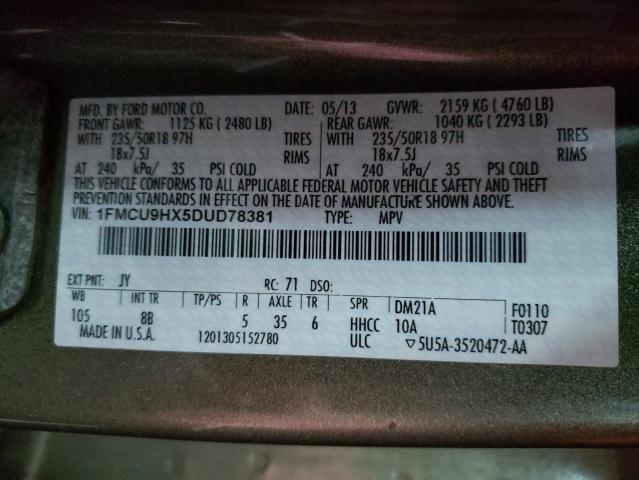 MFD. BY FORD MOTOR CO. DATE: 05/13 GVWR: 2159 KG ( 4760 LB)
FRONT GAWR: 1125 KG ( 2480 LB) REAR GAWR: 1040 KG ( 2293 LB)
WITH 235/50R18 97H TIRES WITH 235/50R18 97H TIRES
18x7.5J RIMS 18x7.5J RIMS
AT 240 kPa/ 35 PSI COLD AT 240 kPa/ 35 PSI COLD
THIS VEHICLE CONFORMS TO ALL APPLICABLE FEDERAL MOTOR VEHICLE SAFETY AND THEFT
PREVENTION STANDARDS IN EFFECT ON THE DATE OF MANUFACTURE SHOWN ABOVE.
VIN: 1FMCU9HX5DUD78381 TYPE: MPV
EXT PNT: JY RC: 71 DSO:
WB INT TR TP/PS R AXLE TR SPR DM21A F0110
105 8B 5 35 6 HHCC 10A T0307
MADE IN U.S.A. 1201305152780 ULC ▽5U5A-3520472-AA